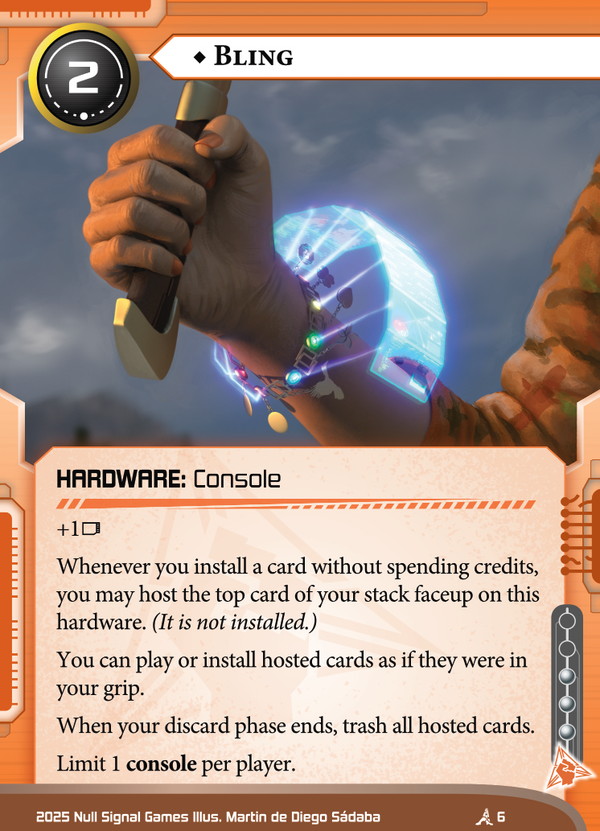 2
◆ Bling
HARDWARE: Console
+1
Whenever you install a card without spending credits,
you may host the top card of your stack faceup on this
hardware. (It is not installed.)
You can play or install hosted cards as if they were in
your grip.
When your discard phase ends, trash all hosted cards.
Limit 1 console per player.
2025 Null Signal Games Illus. Martin de Diego Sádaba
6